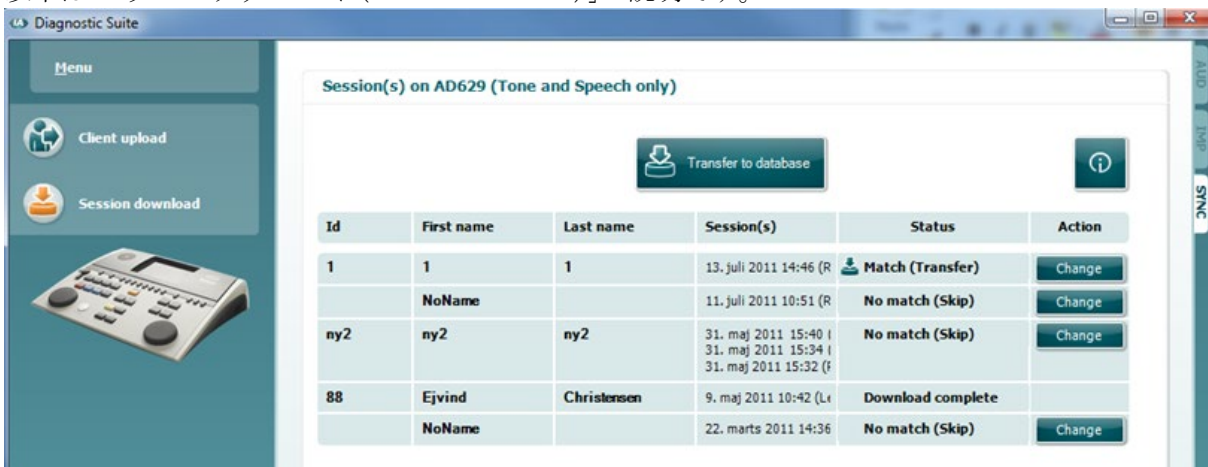 Diagnostic Suite
Menu
Client upload
Session download
Session(s) on AD629 (Tone and Speech only)
Transfer to database
AUD
IMP
SYNC
Id First name Last name Session(s) Status Action
1 1 1 13. juli 2011 14:46 (R Match (Transfer) Change
NoName 11. juli 2011 10:51 (R No match (Skip) Change
ny2 ny2 ny2 31. maj 2011 15:40 ( No match (Skip) Change
31. maj 2011 15:34 (
31. maj 2011 15:32 (
88 Ejvind Christensen 9. maj 2011 10:42 (Le Download complete
NoName 22. marts 2011 14:36 No match (Skip) Change